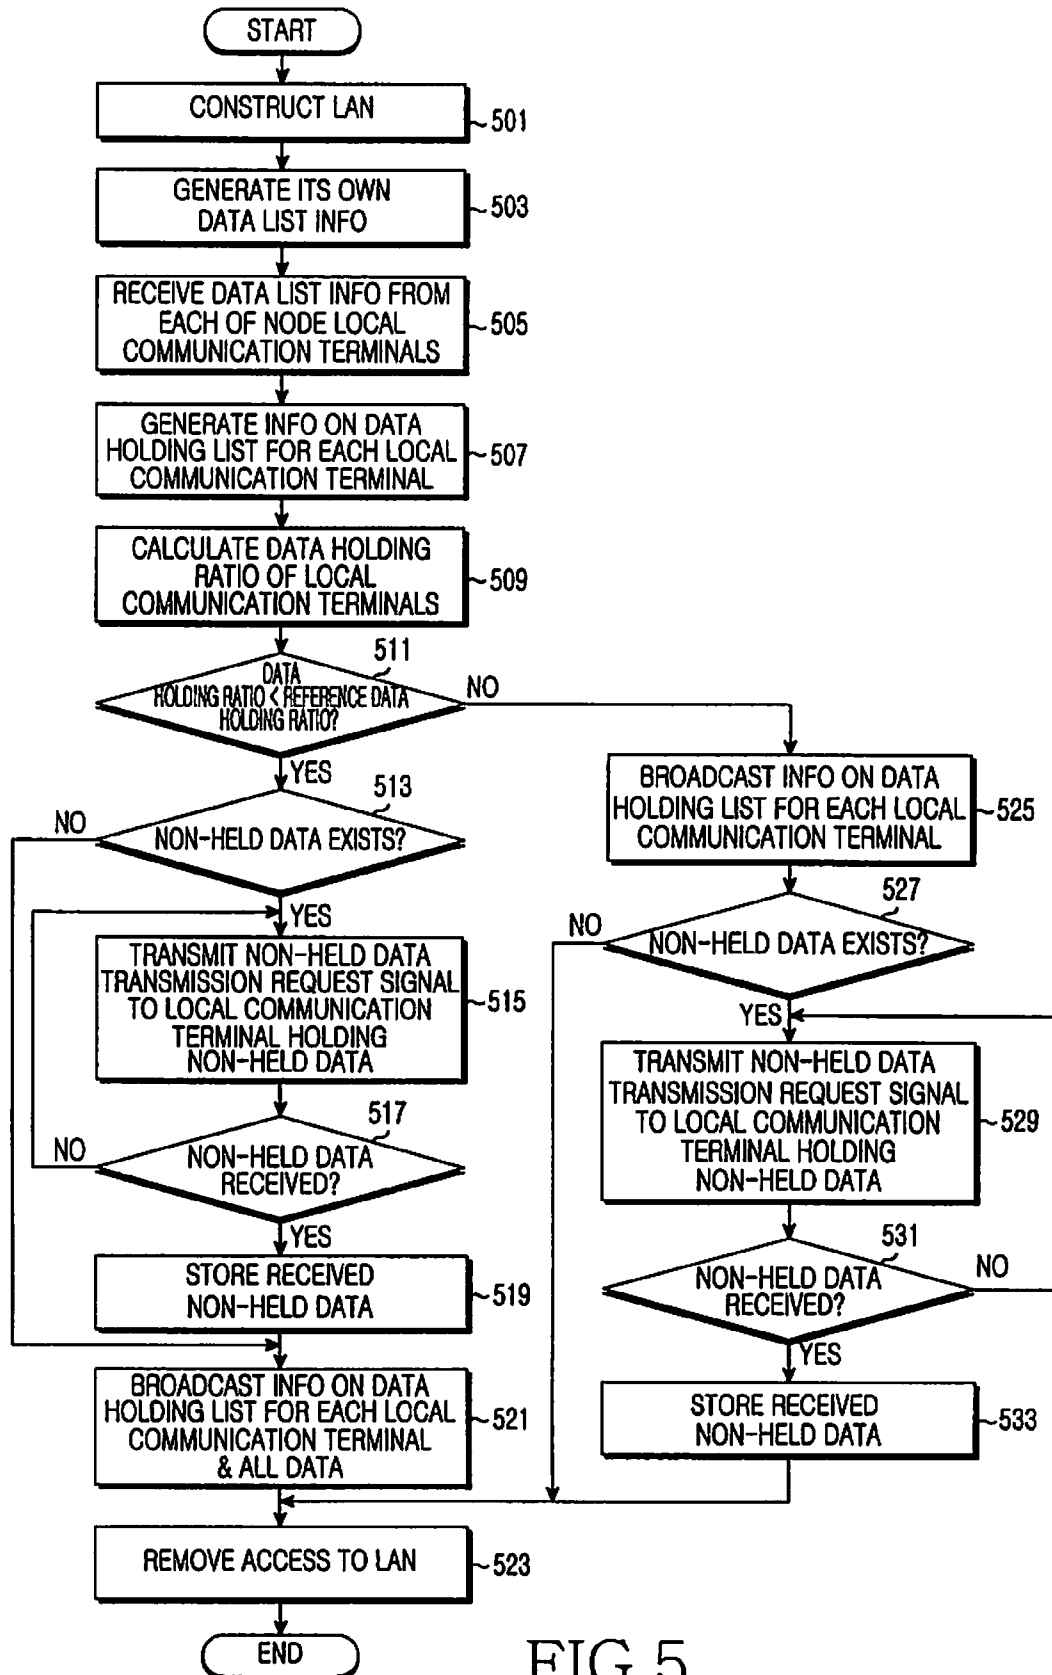 START
CONSTRUCT LAN
501
GENERATE ITS OWN
DATA LIST INFO
503
RECEIVE DATA LIST INFO FROM
EACH OF NODE LOCAL
COMMUNICATION TERMINALS
505
GENERATE INFO ON DATA
HOLDING LIST FOR EACH LOCAL
COMMUNICATION TERMINAL
507
CALCULATE DATA HOLDING
RATIO OF LOCAL
COMMUNICATION TERMINALS
509
511
DATA
HOLDING RATIO < REFERENCE DATA
HOLDING RATIO?
NO
YES
513
NO
NON-HELD DATA EXISTS?
YES
TRANSMIT NON-HELD DATA
TRANSMISSION REQUEST SIGNAL
TO LOCAL COMMUNICATION
TERMINAL HOLDING
NON-HELD DATA
515
517
NO
NON-HELD DATA
RECEIVED?
YES
STORE RECEIVED
NON-HELD DATA
519
BROADCAST INFO ON DATA
HOLDING LIST FOR EACH LOCAL
COMMUNICATION TERMINAL
& ALL DATA
521
REMOVE ACCESS TO LAN
523
END
BROADCAST INFO ON DATA
HOLDING LIST FOR EACH LOCAL
COMMUNICATION TERMINAL
525
527
NO
NON-HELD DATA EXISTS?
YES
TRANSMIT NON-HELD DATA
TRANSMISSION REQUEST SIGNAL
TO LOCAL COMMUNICATION
TERMINAL HOLDING
NON-HELD DATA
529
531
NO
NON-HELD DATA
RECEIVED?
YES
STORE RECEIVED
NON-HELD DATA
533
FIG.5